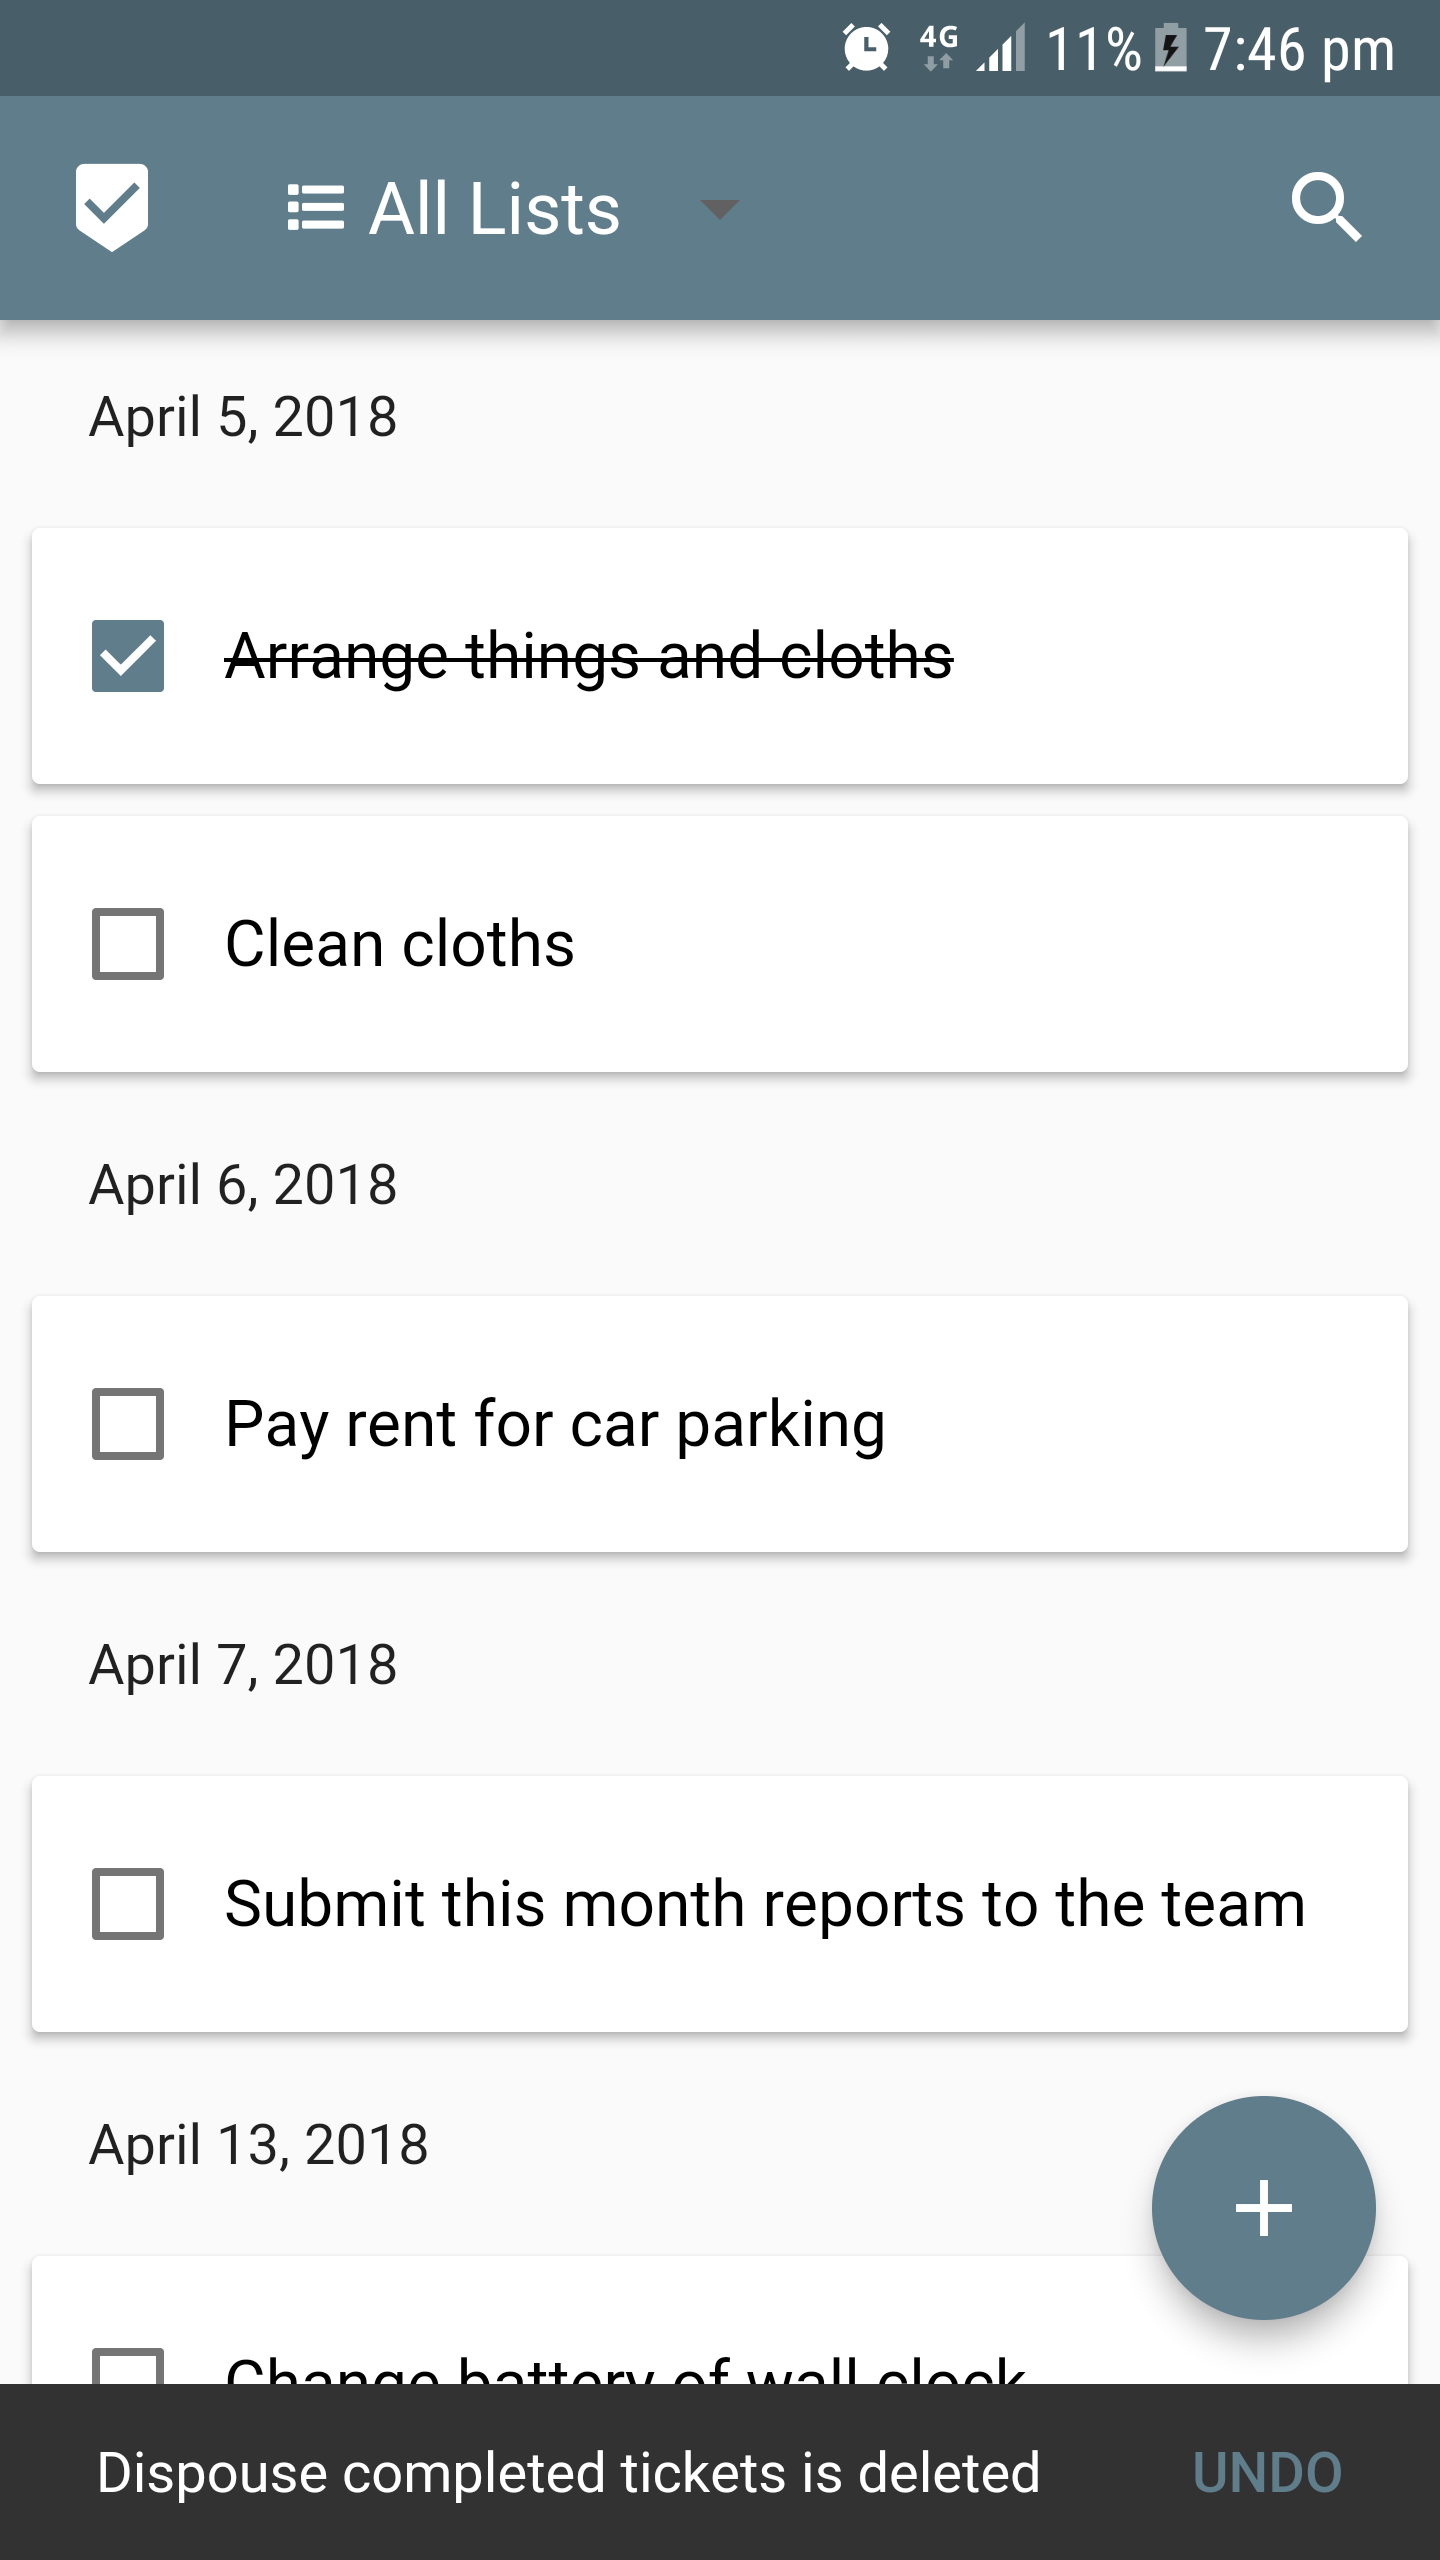 4G 11% 7:46 pm
All Lists
April 5, 2018
Arrange things and cloths
Clean cloths
April 6, 2018
Pay rent for car parking
April 7, 2018
Submit this month reports to the team
April 13, 2018
Change battery of wall clock
Dispouse completed tickets is deleted UNDO